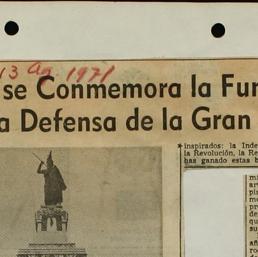 13 Ag. 1971
se Conmemora la Fun
a Defensa de la Gran
inspirados: la Inde
la Revolución, la Re
has ganado estas b